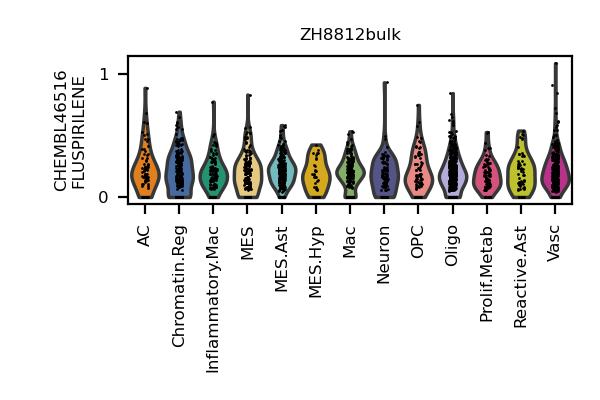 ZH8812bulk
CHEMBL46516
FLUSPIRILENE
1
0
AC
Chromatin.Reg
Inflammatory.Mac
MES
MES.Ast
MES.Hyp
Mac
Neuron
OPC
Oligo
Prolif.Metab
Reactive.Ast
Vasc